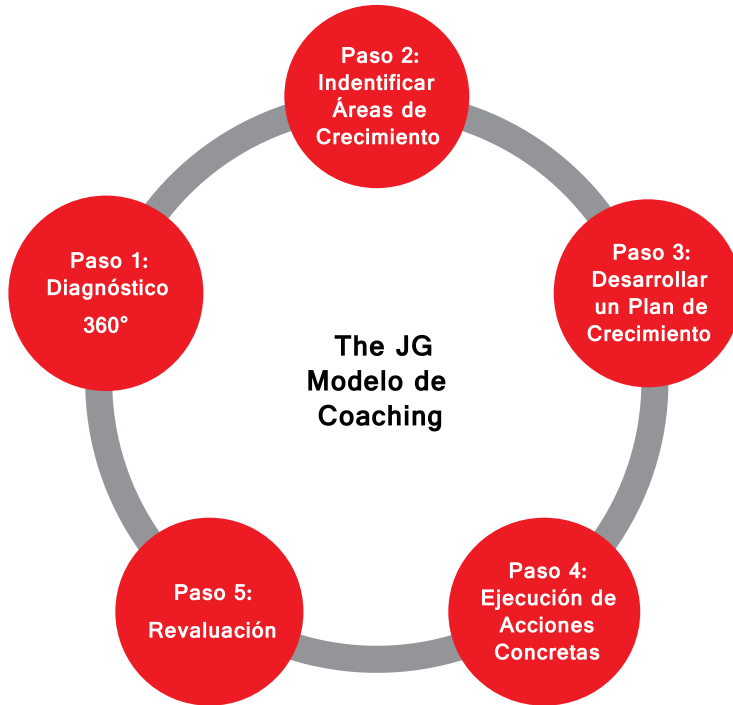 Paso 1:
Diagnóstico
360°
Paso 2:
Indentificar
Áreas de
Crecimiento
Paso 3:
Desarrollar
un Plan de
Crecimiento
Paso 4:
Ejecución de
Acciones
Concretas
Paso 5:
Revaluación
The JG
Modelo de
Coaching